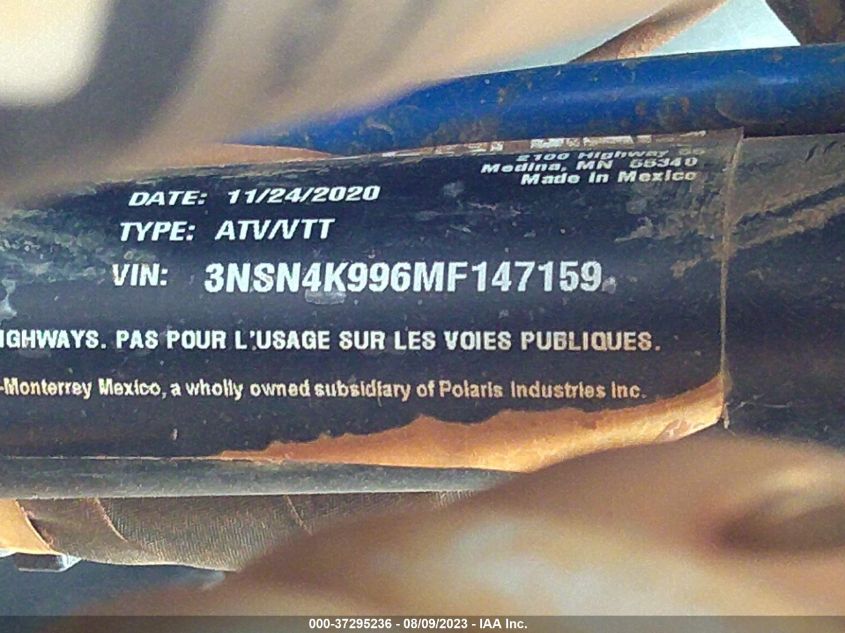 2100 Highway 55
Medina, MN 55340
Made In Mexico
DATE: 11/24/2020
TYPE: ATV/VTT
VIN: 3NSN4K996MF147159
IGHWAYS. PAS POUR L'USAGE SUR LES VOIES PUBLIQUES.
-Monterrey Mexico, a wholly owned subsidiary of Polaris Industries Inc.
000-37295236 - 08/09/2023 - IAA Inc.